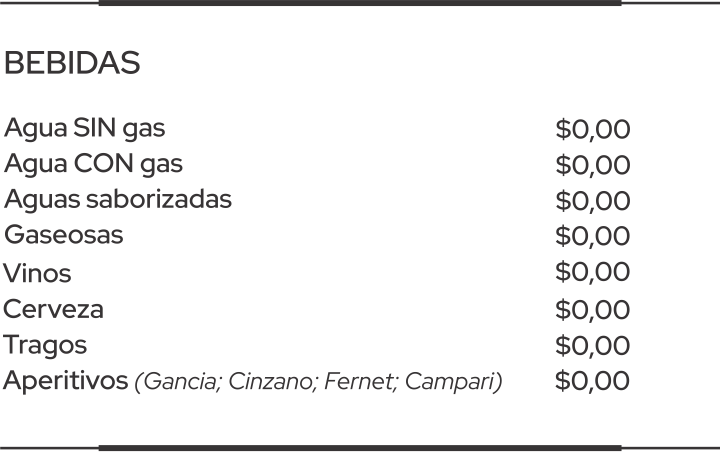 BEBIDAS
Agua SIN gas $0,00
Agua CON gas $0,00
Aguas saborizadas $0,00
Gaseosas $0,00
Vinos $0,00
Cerveza $0,00
Tragos $0,00
Aperitivos (Gancia; Cinzano; Fernet; Campari) $0,00